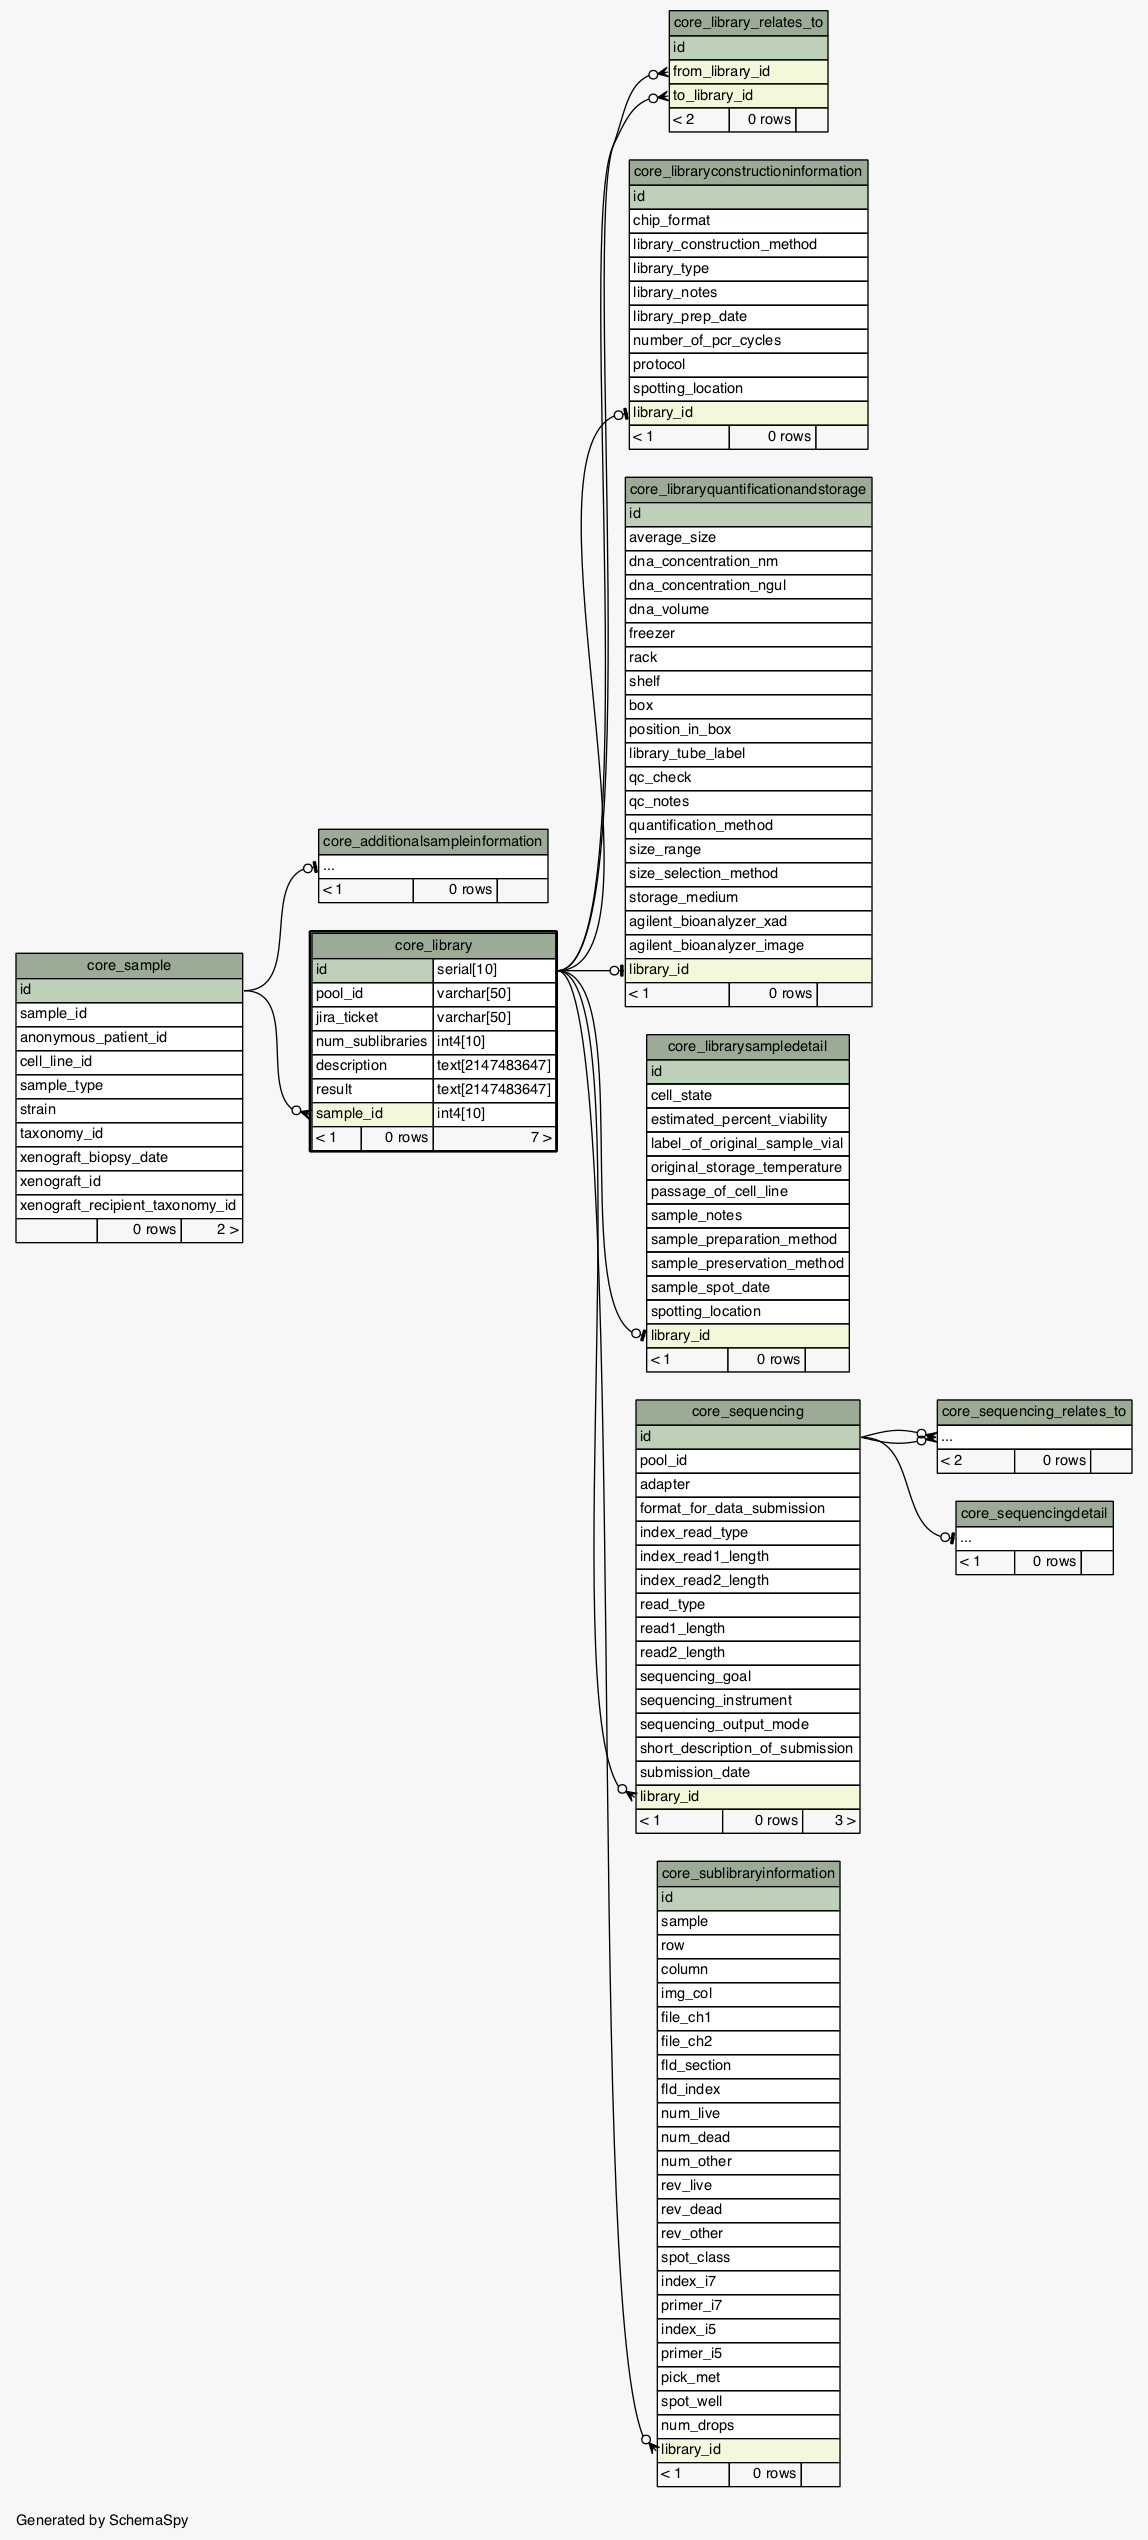 core_library_relates_to
id
from_library_id
to_library_id
< 2 0 rows
core_libraryconstructioninformation
id
chip_format
library_construction_method
library_type
library_notes
library_prep_date
number_of_pcr_cycles
protocol
spotting_location
library_id
< 1 0 rows
core_libraryquantificationandstorage
id
average_size
dna_concentration_nm
dna_concentration_ngul
dna_volume
freezer
rack
shelf
box
position_in_box
library_tube_label
qc_check
qc_notes
quantification_method
size_range
size_selection_method
storage_medium
agilent_bioanalyzer_xad
agilent_bioanalyzer_image
library_id
< 1 0 rows
core_additionalsampleinformation
...
< 1 0 rows
core_library
id serial[10]
pool_id varchar[50]
jira_ticket varchar[50]
num_sublibraries int4[10]
description text[2147483647]
result text[2147483647]
sample_id int4[10]
< 1 0 rows 7 >
core_sample
id
sample_id
anonymous_patient_id
cell_line_id
sample_type
strain
taxonomy_id
xenograft_biopsy_date
xenograft_id
xenograft_recipient_taxonomy_id
0 rows 2 >
core_librarysampledetail
id
cell_state
estimated_percent_viability
label_of_original_sample_vial
original_storage_temperature
passage_of_cell_line
sample_notes
sample_preparation_method
sample_preservation_method
sample_spot_date
spotting_location
library_id
< 1 0 rows
core_sequencing
id
pool_id
adapter
format_for_data_submission
index_read_type
index_read1_length
index_read2_length
read_type
read1_length
read2_length
sequencing_goal
sequencing_instrument
sequencing_output_mode
short_description_of_submission
submission_date
library_id
< 1 0 rows 3 >
core_sequencing_relates_to
...
< 2 0 rows
core_sequencingdetail
...
< 1 0 rows
core_sublibraryinformation
id
sample
row
column
img_col
file_ch1
file_ch2
fld_section
fld_index
num_live
num_dead
num_other
rev_live
rev_dead
rev_other
spot_class
index_i7
primer_i7
index_i5
primer_i5
pick_met
spot_well
num_drops
library_id
< 1 0 rows
Generated by SchemaSpy